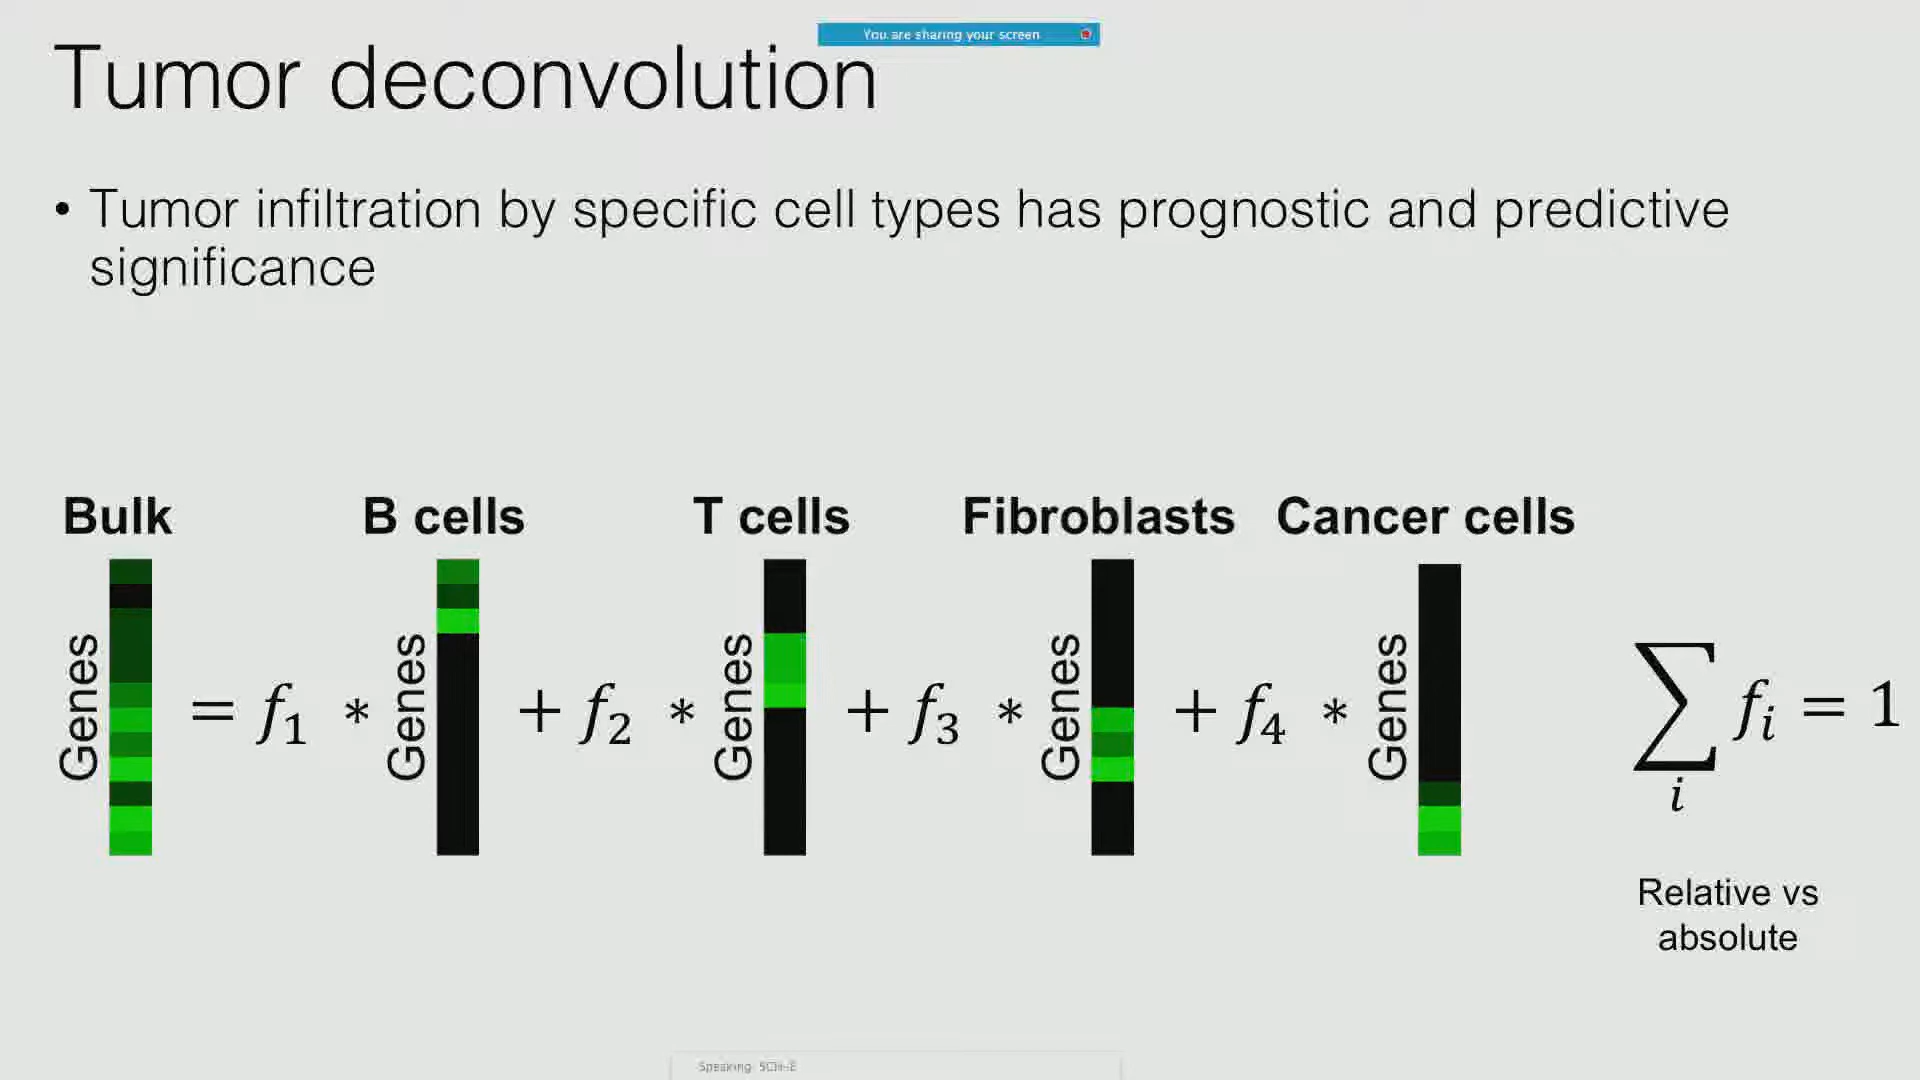 You are sharing your screen
Tumor deconvolution
• Tumor infiltration by specific cell types has prognostic and predictive
significance
Bulk B cells T cells Fibroblasts Cancer cells
Genes = f₁ * Genes + f₂ * Genes + f₃ * Genes + f₄ * Genes ∑ fᵢ = 1
i
Relative vs
absolute
Speaking: